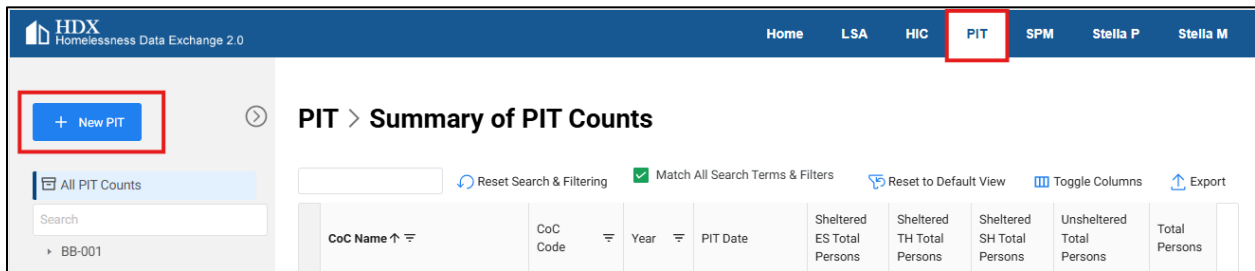 HDX
Homelessness Data Exchange 2.0
Home LSA HIC PIT SPM Stella P Stella M
+ New PIT
PIT > Summary of PIT Counts
All PIT Counts
Reset Search & Filtering
Match All Search Terms & Filters
Reset to Default View
Toggle Columns
Export
Search
BB-001
CoC Name
CoC
Code
Year
PIT Date
Sheltered
ES Total
Persons
Sheltered
TH Total
Persons
Sheltered
SH Total
Persons
Unsheltered
Total
Persons
Total
Persons